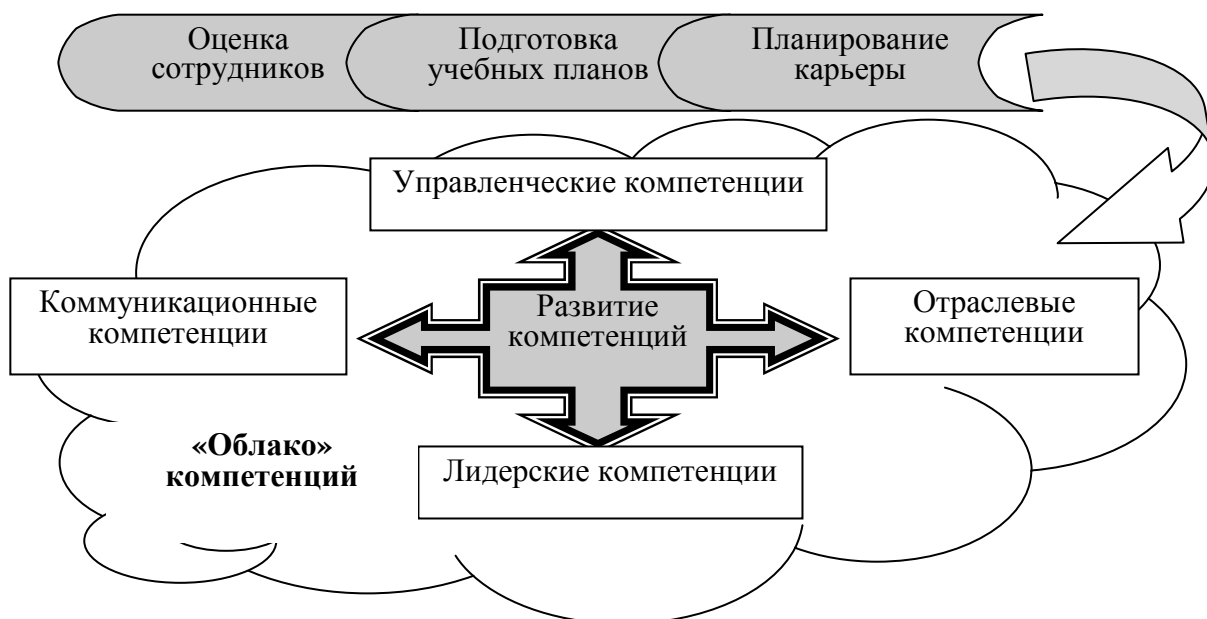 Оценка
сотрудников
Подготовка
учебных планов
Планирование
карьеры
Управленческие компетенции
Коммуникационные
компетенции
Развитие
компетенций
Отраслевые
компетенции
«Облако»
компетенций
Лидерские компетенции